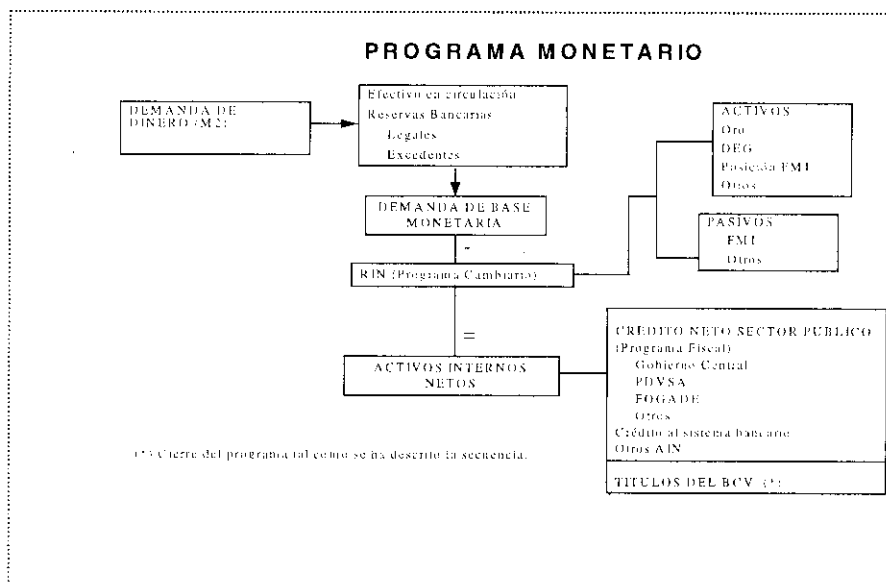 PROGRAMA MONETARIO
DEMANDA DE
DINERO (M2)
Efectivo en circulación
Reservas Bancarias
Legales
Excedentes
ACTIVOS
Oro
DEG
Posición FMI
Otros
DEMANDA DE BASE
MONETARIA
-
PASIVOS
FMI
Otros
RIN (Programa Cambiario)
=
ACTIVOS INTERNOS
NETOS
CREDITO NETO SECTOR PUBLICO
(Programa Fiscal)
Gobierno Central
PDVSA
FOGADE
Otros
Crédito al sistema bancario
Otros AIN
TITULOS DEL BCV (*)
(*) Cierre del programa tal como se ha descrito la secuencia.